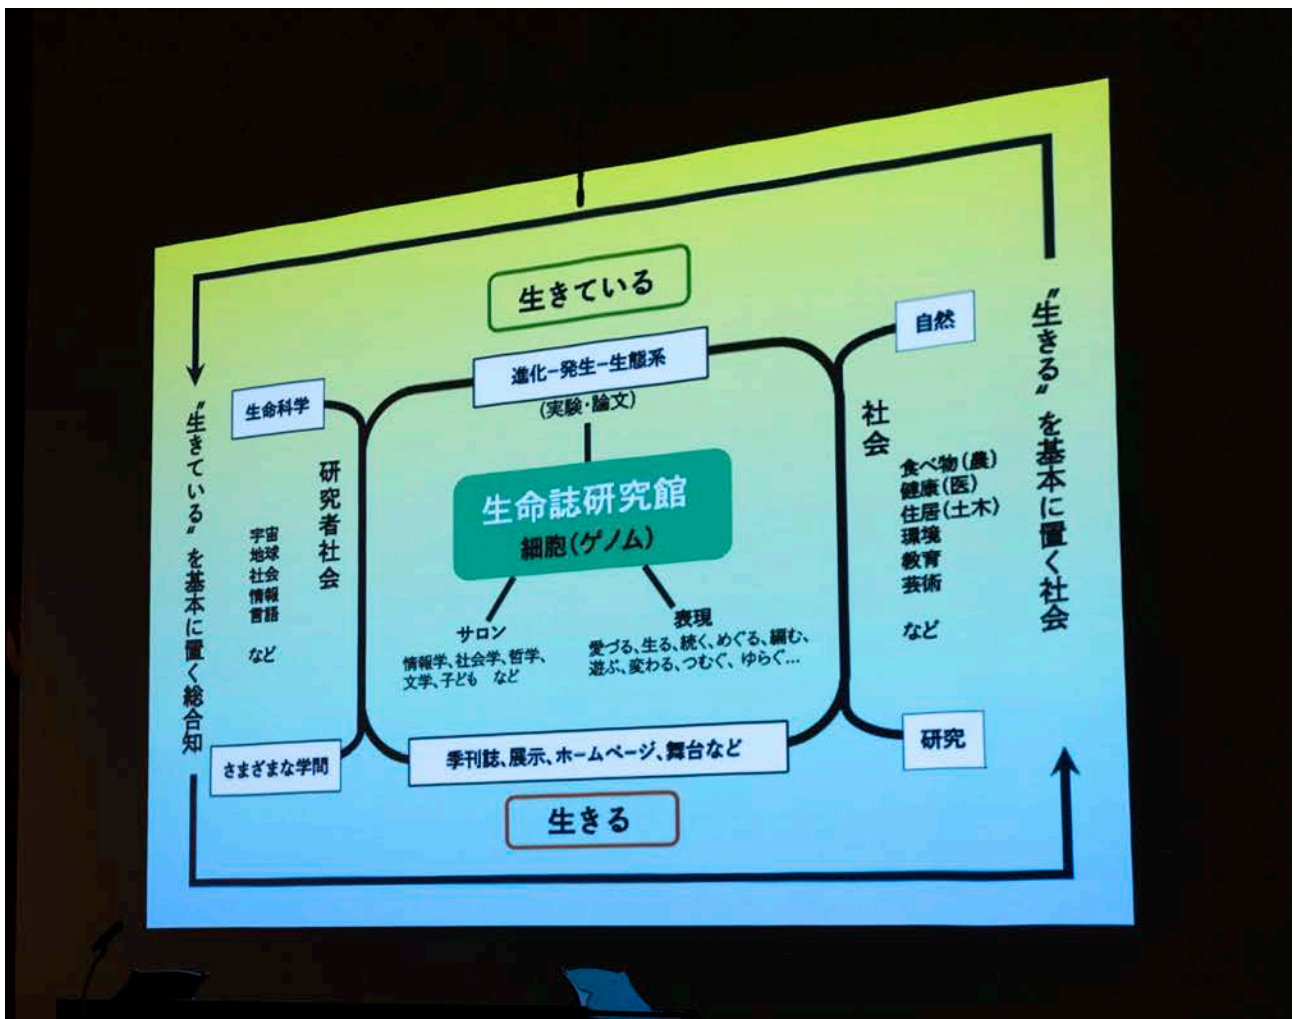 生きている
進化ー発生ー生態系
(実験・論文)
生命誌研究館
細胞(ゲノム)
サロン
情報学、社会学、哲学、
文学、子ども など
表現
愛づる、生る、続く、めぐる、編む、
遊ぶ、変わる、つむぐ、ゆらぐ…
季刊誌、展示、ホームページ、舞台など
生きる
“生きている”を基本に置く総合知
生命科学
研究者社会
宇宙
地球
社会
情報
言語
など
さまざまな学問
自然
社会
食べ物(農)
健康(医)
住居(土木)
環境
教育
芸術
など
研究
“生きる”を基本に置く社会